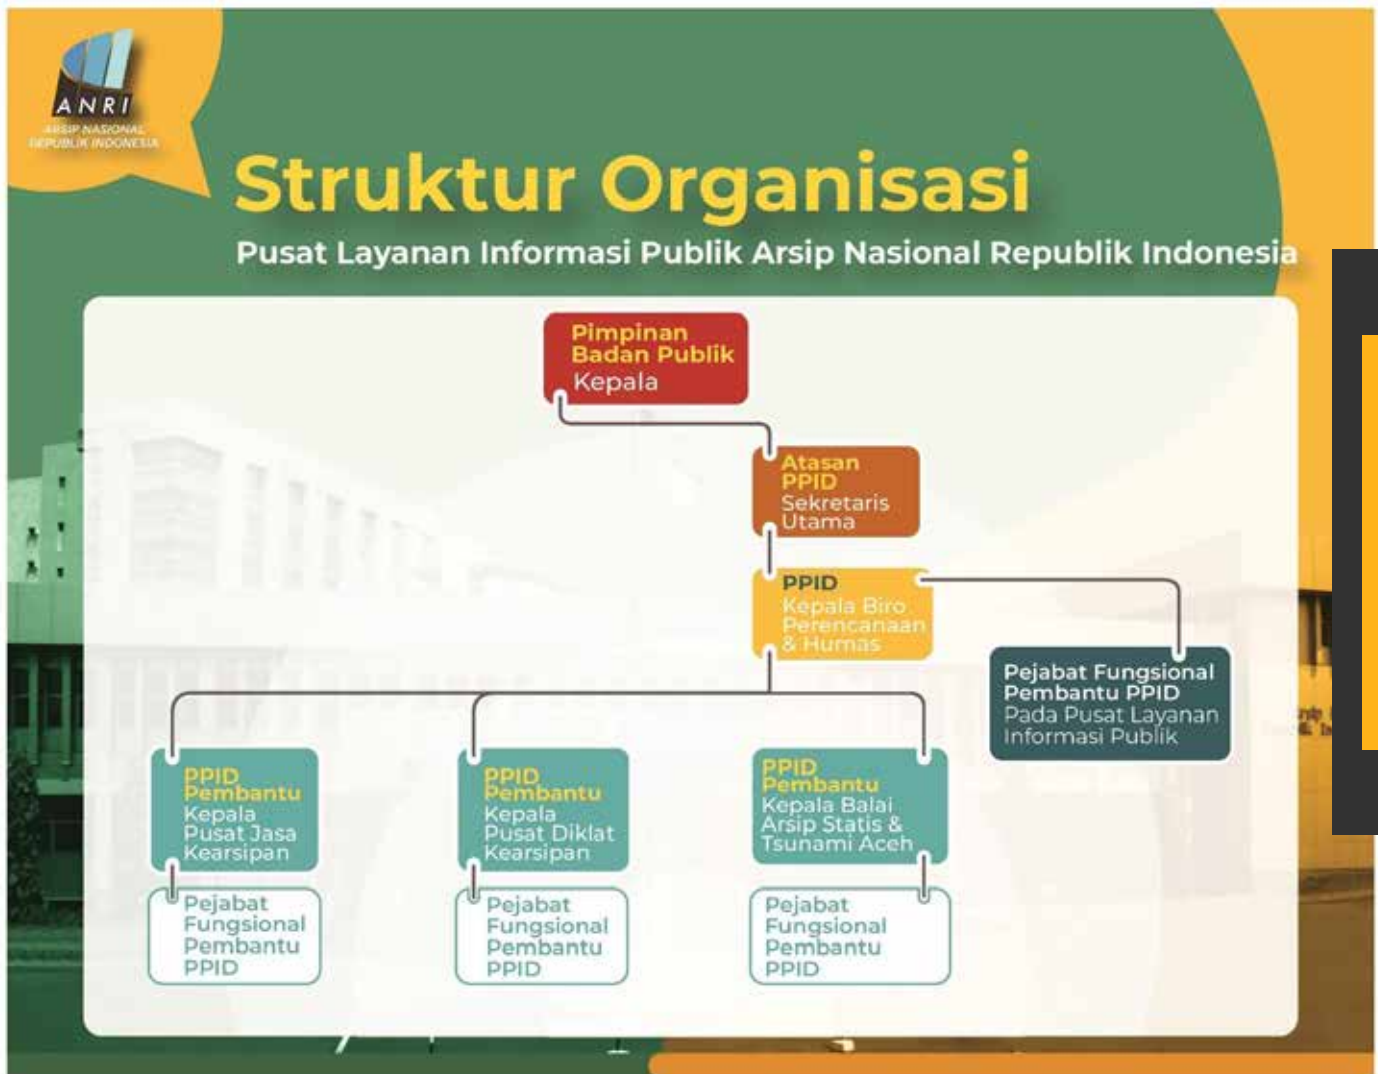 ANRI
ARSIP NASIONAL
REPUBLIK INDONESIA
Struktur Organisasi
Pusat Layanan Informasi Publik Arsip Nasional Republik Indonesia
Pimpinan
Badan Publik
Kepala
Atasan
PPID
Sekretaris
Utama
PPID
Kepala Biro
Perencanaan
& Humas
Pejabat Fungsional
Pembantu PPID
Pada Pusat Layanan
Informasi Publik
PPID
Pembantu
Kepala
Pusat Jasa
Kearsipan
PPID
Pembantu
Kepala
Pusat Diklat
Kearsipan
PPID
Pembantu
Kepala Balai
Arsip Statis &
Tsunami Aceh
Pejabat
Fungsional
Pembantu
PPID
Pejabat
Fungsional
Pembantu
PPID
Pejabat
Fungsional
Pembantu
PPID